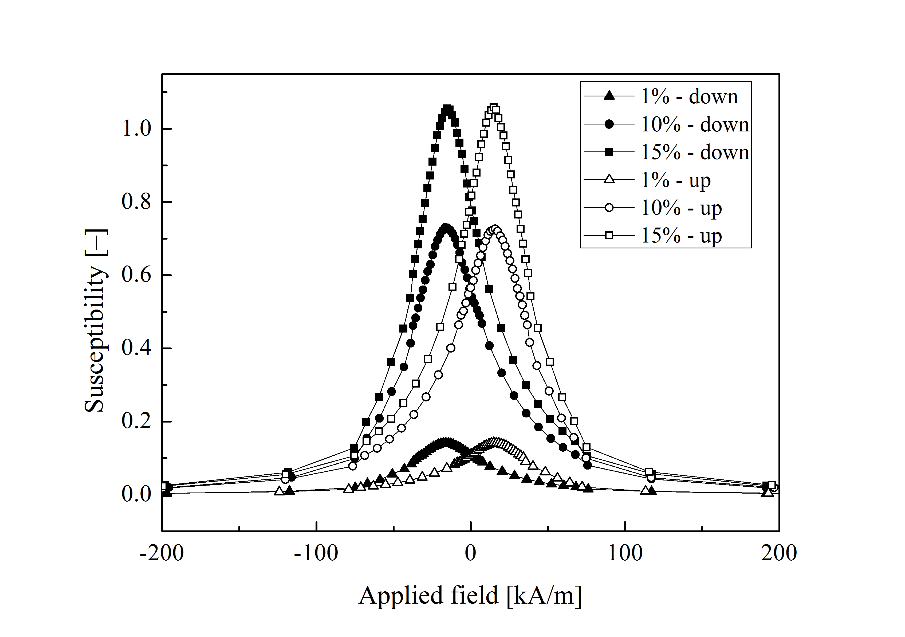 1% - down
10% - down
15% - down
1% - up
10% - up
15% - up
1.0
0.8
0.6
0.4
0.2
0.0
Susceptibility [–]
-200 -100 0 100 200
Applied field [kA/m]